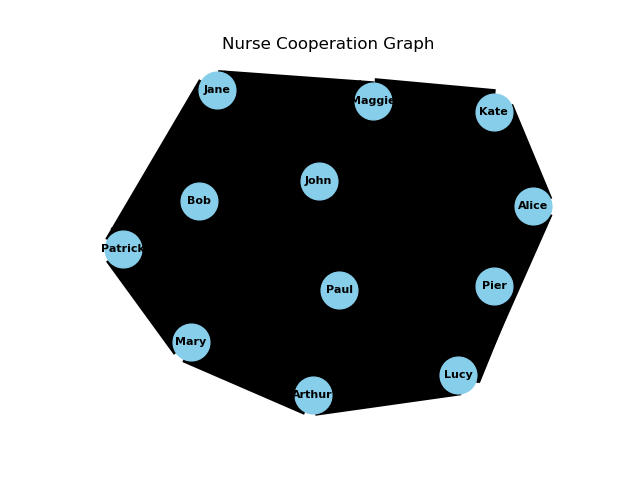 Nurse Cooperation Graph
Jane
Maggie
Kate
John
Bob
Alice
Patrick
Paul
Pier
Mary
Lucy
Arthur